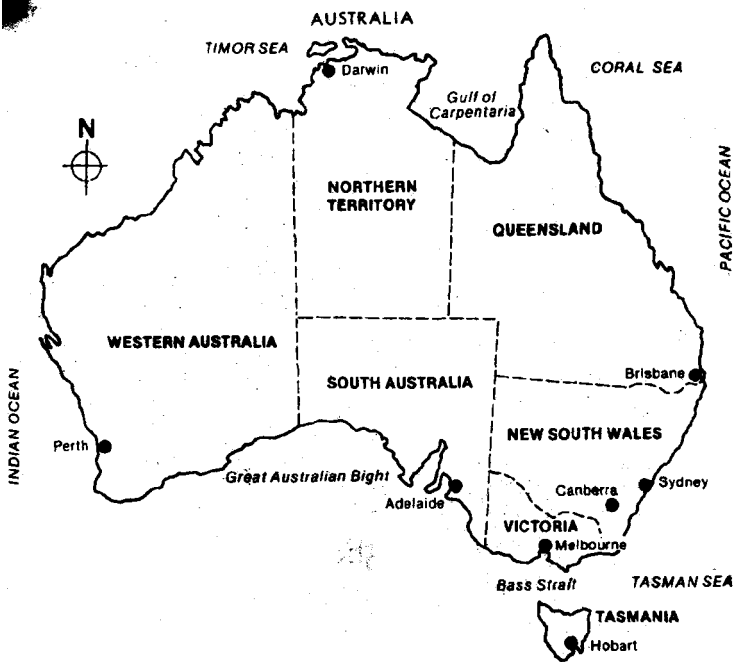 AUSTRALIA
TIMOR SEA
Darwin
CORAL SEA
Gulf of
Carpentaria
N
NORTHERN
TERRITORY
QUEENSLAND
PACIFIC OCEAN
WESTERN AUSTRALIA
SOUTH AUSTRALIA
Brisbane
INDIAN OCEAN
Perth
NEW SOUTH WALES
Great Australian Bight
Adelaide
Canberra
Sydney
VICTORIA
Melbourne
Bass Strait
TASMAN SEA
TASMANIA
Hobart